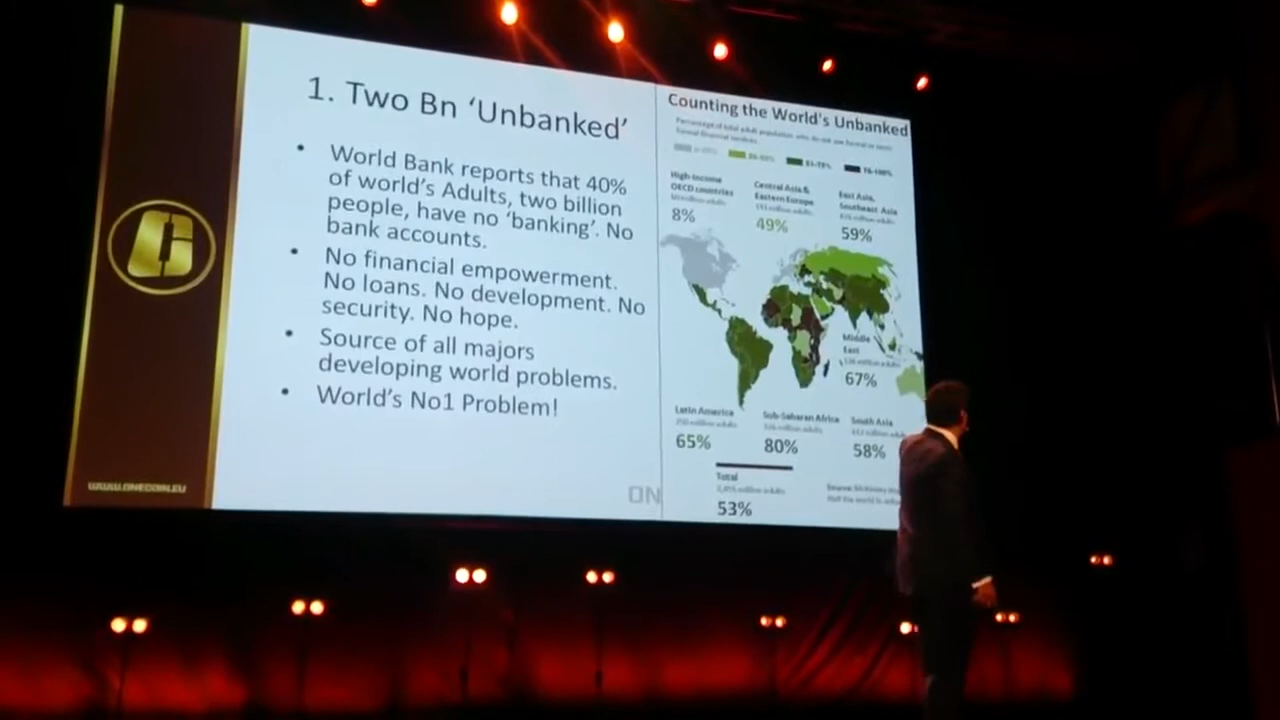 1. Two Bn ‘Unbanked’
• World Bank reports that 40%
of world’s Adults, two billion
people, have no ‘banking’. No
bank accounts.
• No financial empowerment.
No loans. No development. No
security. No hope.
• Source of all majors
developing world problems.
• World’s No1 Problem!
WWW.ONECOIN.EU
ON
Counting the World's Unbanked
High-income
OECD countries
8%
Central Asia &
Eastern Europe
49%
East Asia,
Southeast Asia
59%
Middle
East
67%
Latin America
65%
Sub-Saharan Africa
80%
South Asia
58%
Total
53%